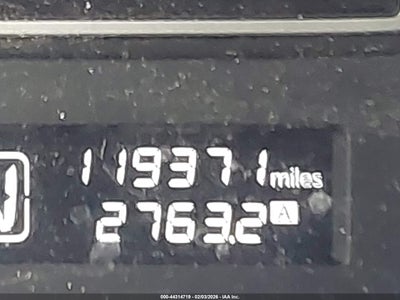 119371 miles
2763.2 A
000-44314719 - 02/03/2026 - IAA Inc.